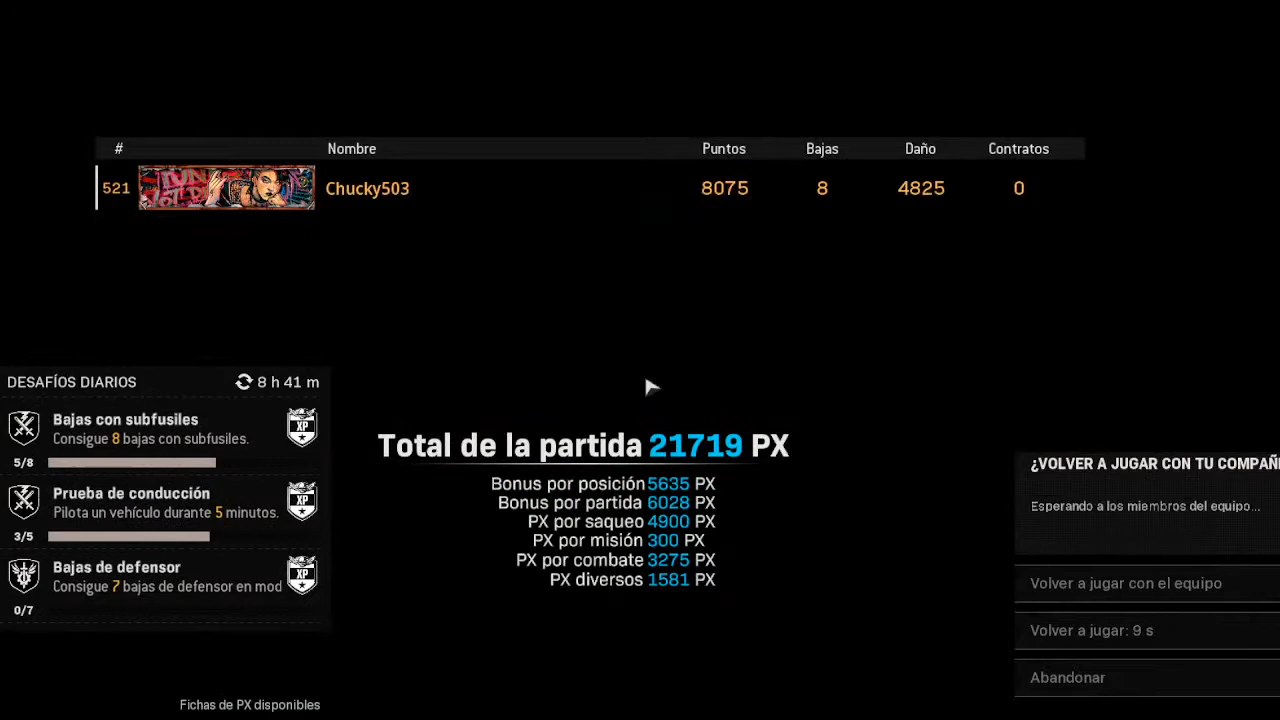 # Nombre Puntos Bajas Daño Contratos
521 Chucky503 8075 8 4825 0
DESAFÍOS DIARIOS 8 h 41 m
Bajas con subfusiles
Consigue 8 bajas con subfusiles.
XP
5/8
Prueba de conducción
Pilota un vehículo durante 5 minutos.
XP
3/5
Bajas de defensor
Consigue 7 bajas de defensor en mod
XP
0/7
Fichas de PX disponibles
Total de la partida 21719 PX
Bonus por posición 5635 PX
Bonus por partida 6028 PX
PX por saqueo 4900 PX
PX por misión 300 PX
PX por combate 3275 PX
PX diversos 1581 PX
¿VOLVER A JUGAR CON TU COMPAÑ
Esperando a los miembros del equipo...
Volver a jugar con el equipo
Volver a jugar: 9 s
Abandonar